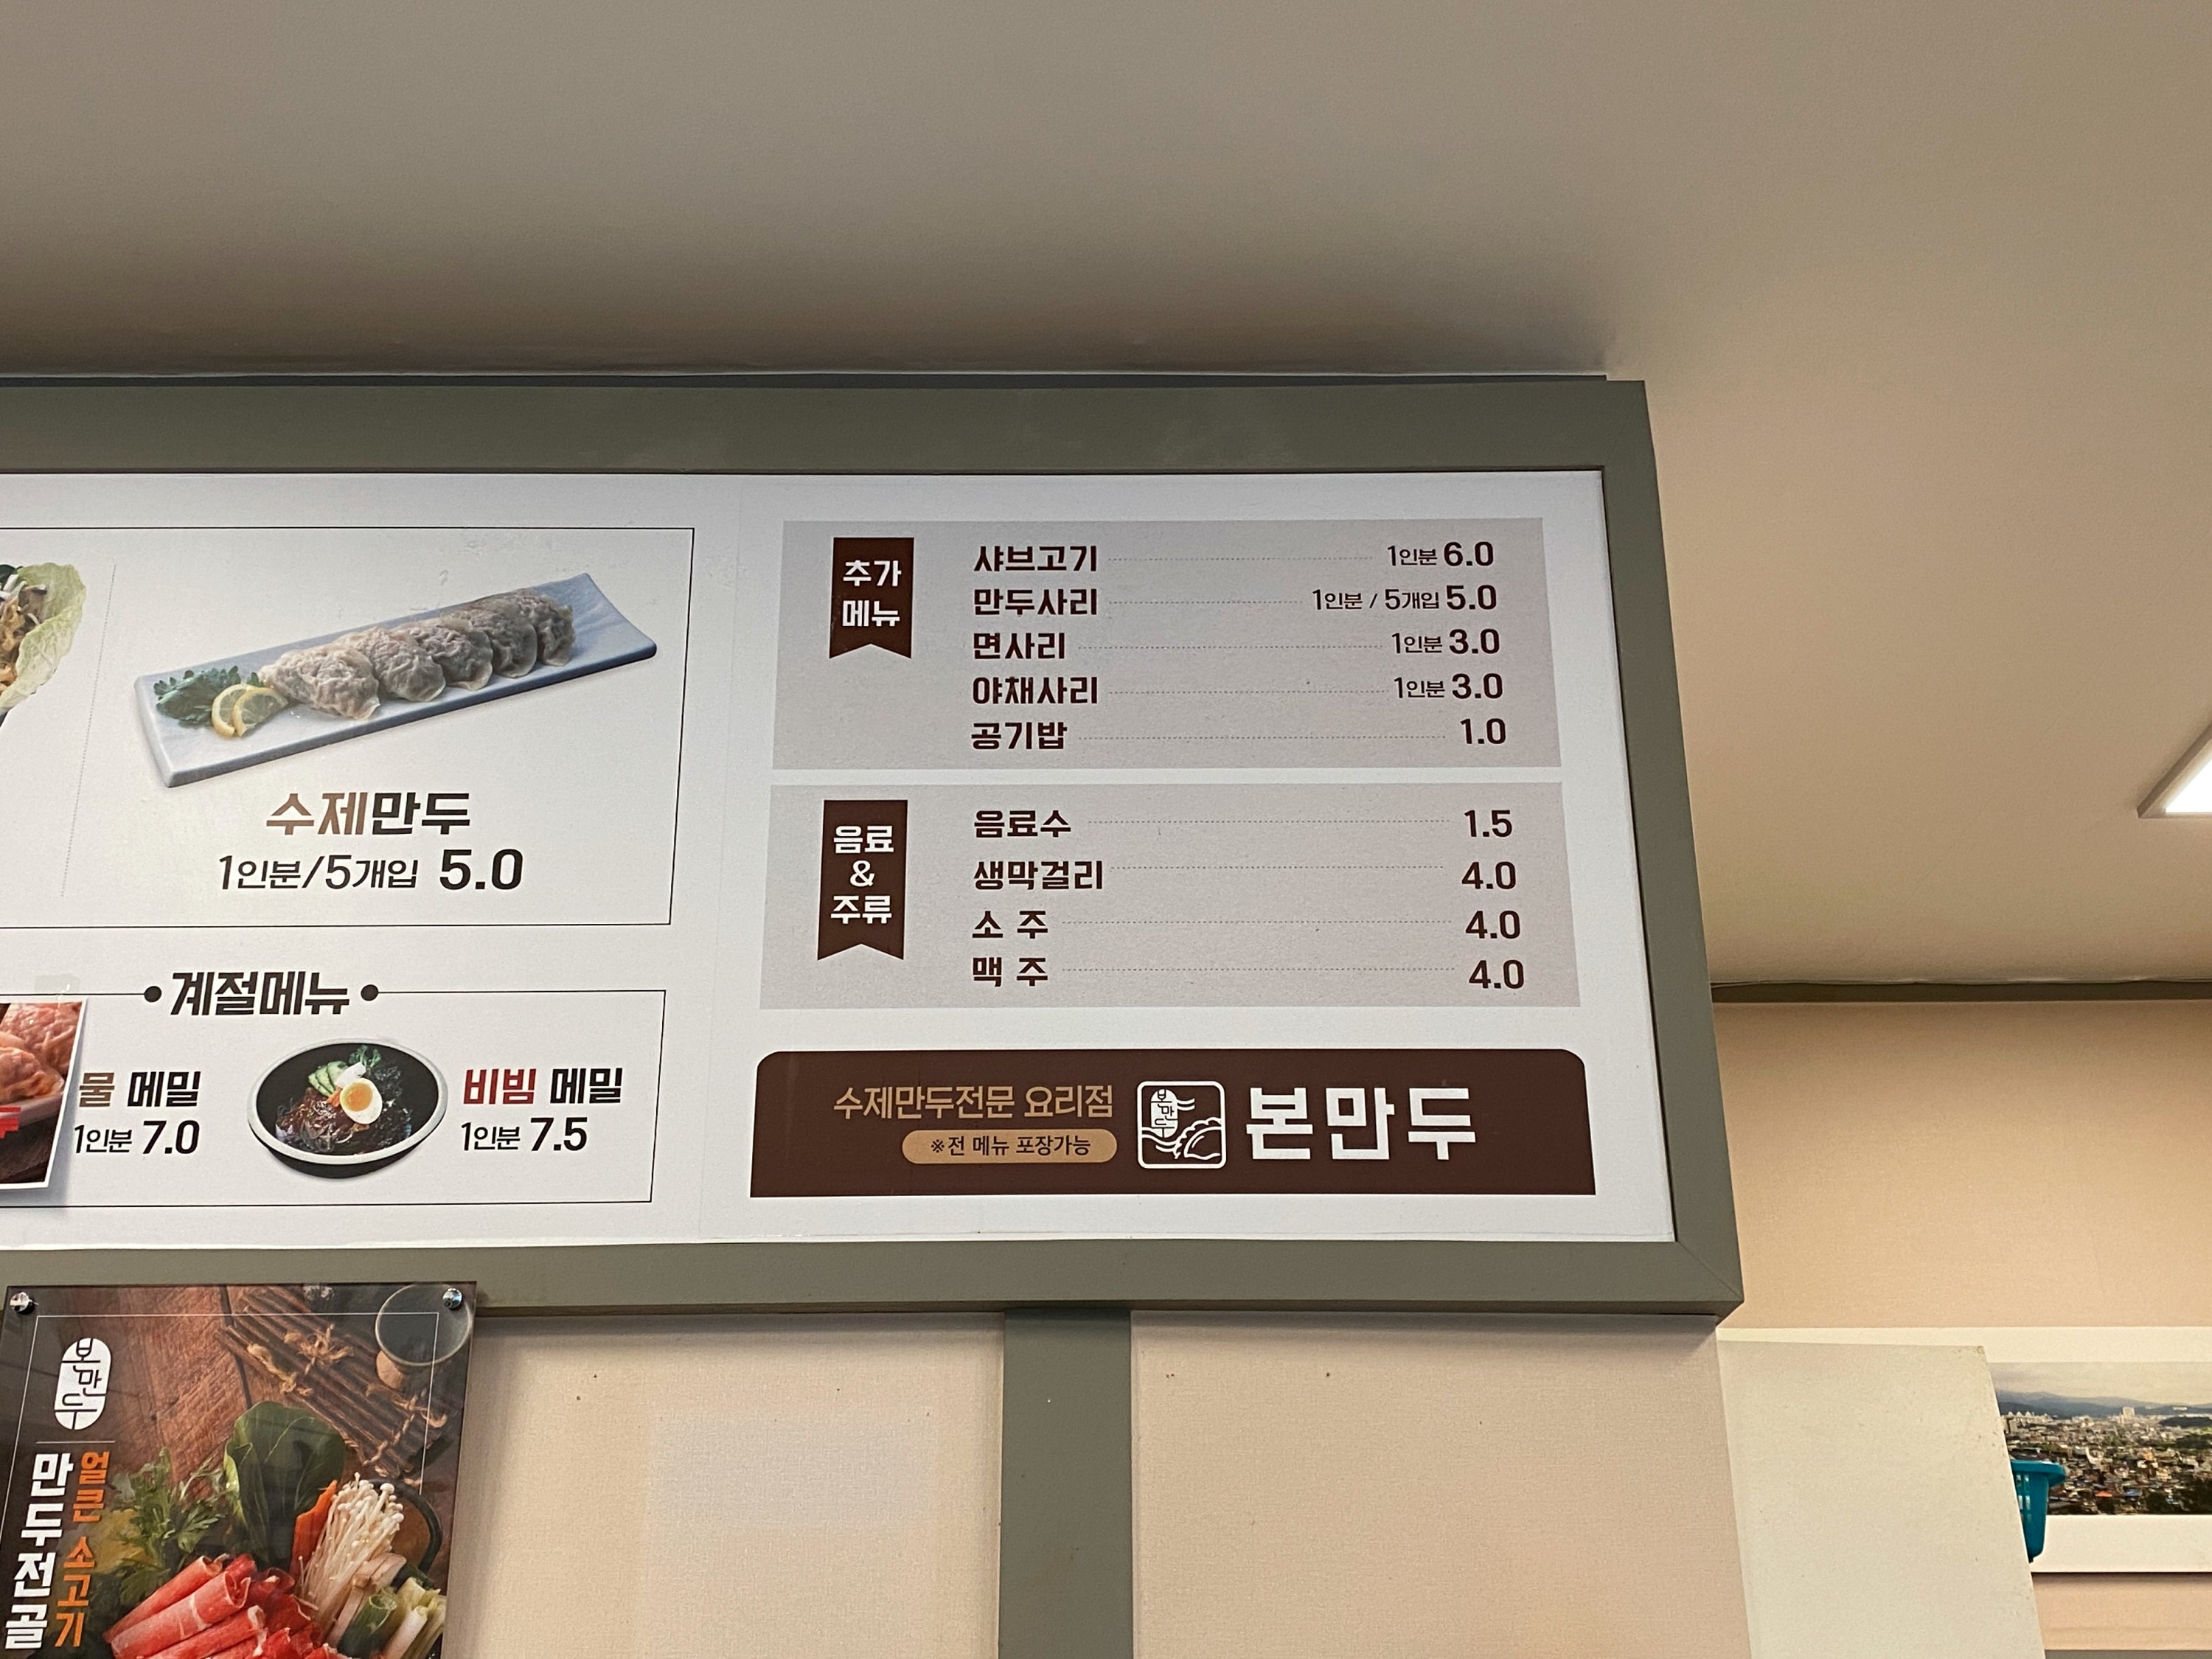 수제만두
1인분/5개입 5.0
계절메뉴
물 메밀
1인분 7.0
비빔 메밀
1인분 7.5
추가
메뉴
샤브고기 1인분 6.0
만두사리 1인분 / 5개입 5.0
면사리 1인분 3.0
야채사리 1인분 3.0
공기밥 1.0
음료
&
주류
음료수 1.5
생막걸리 4.0
소 주 4.0
맥 주 4.0
수제만두전문 요리점
※전 메뉴 포장가능
본만두
본만두
본만두
얼큰 소고기
만두전골